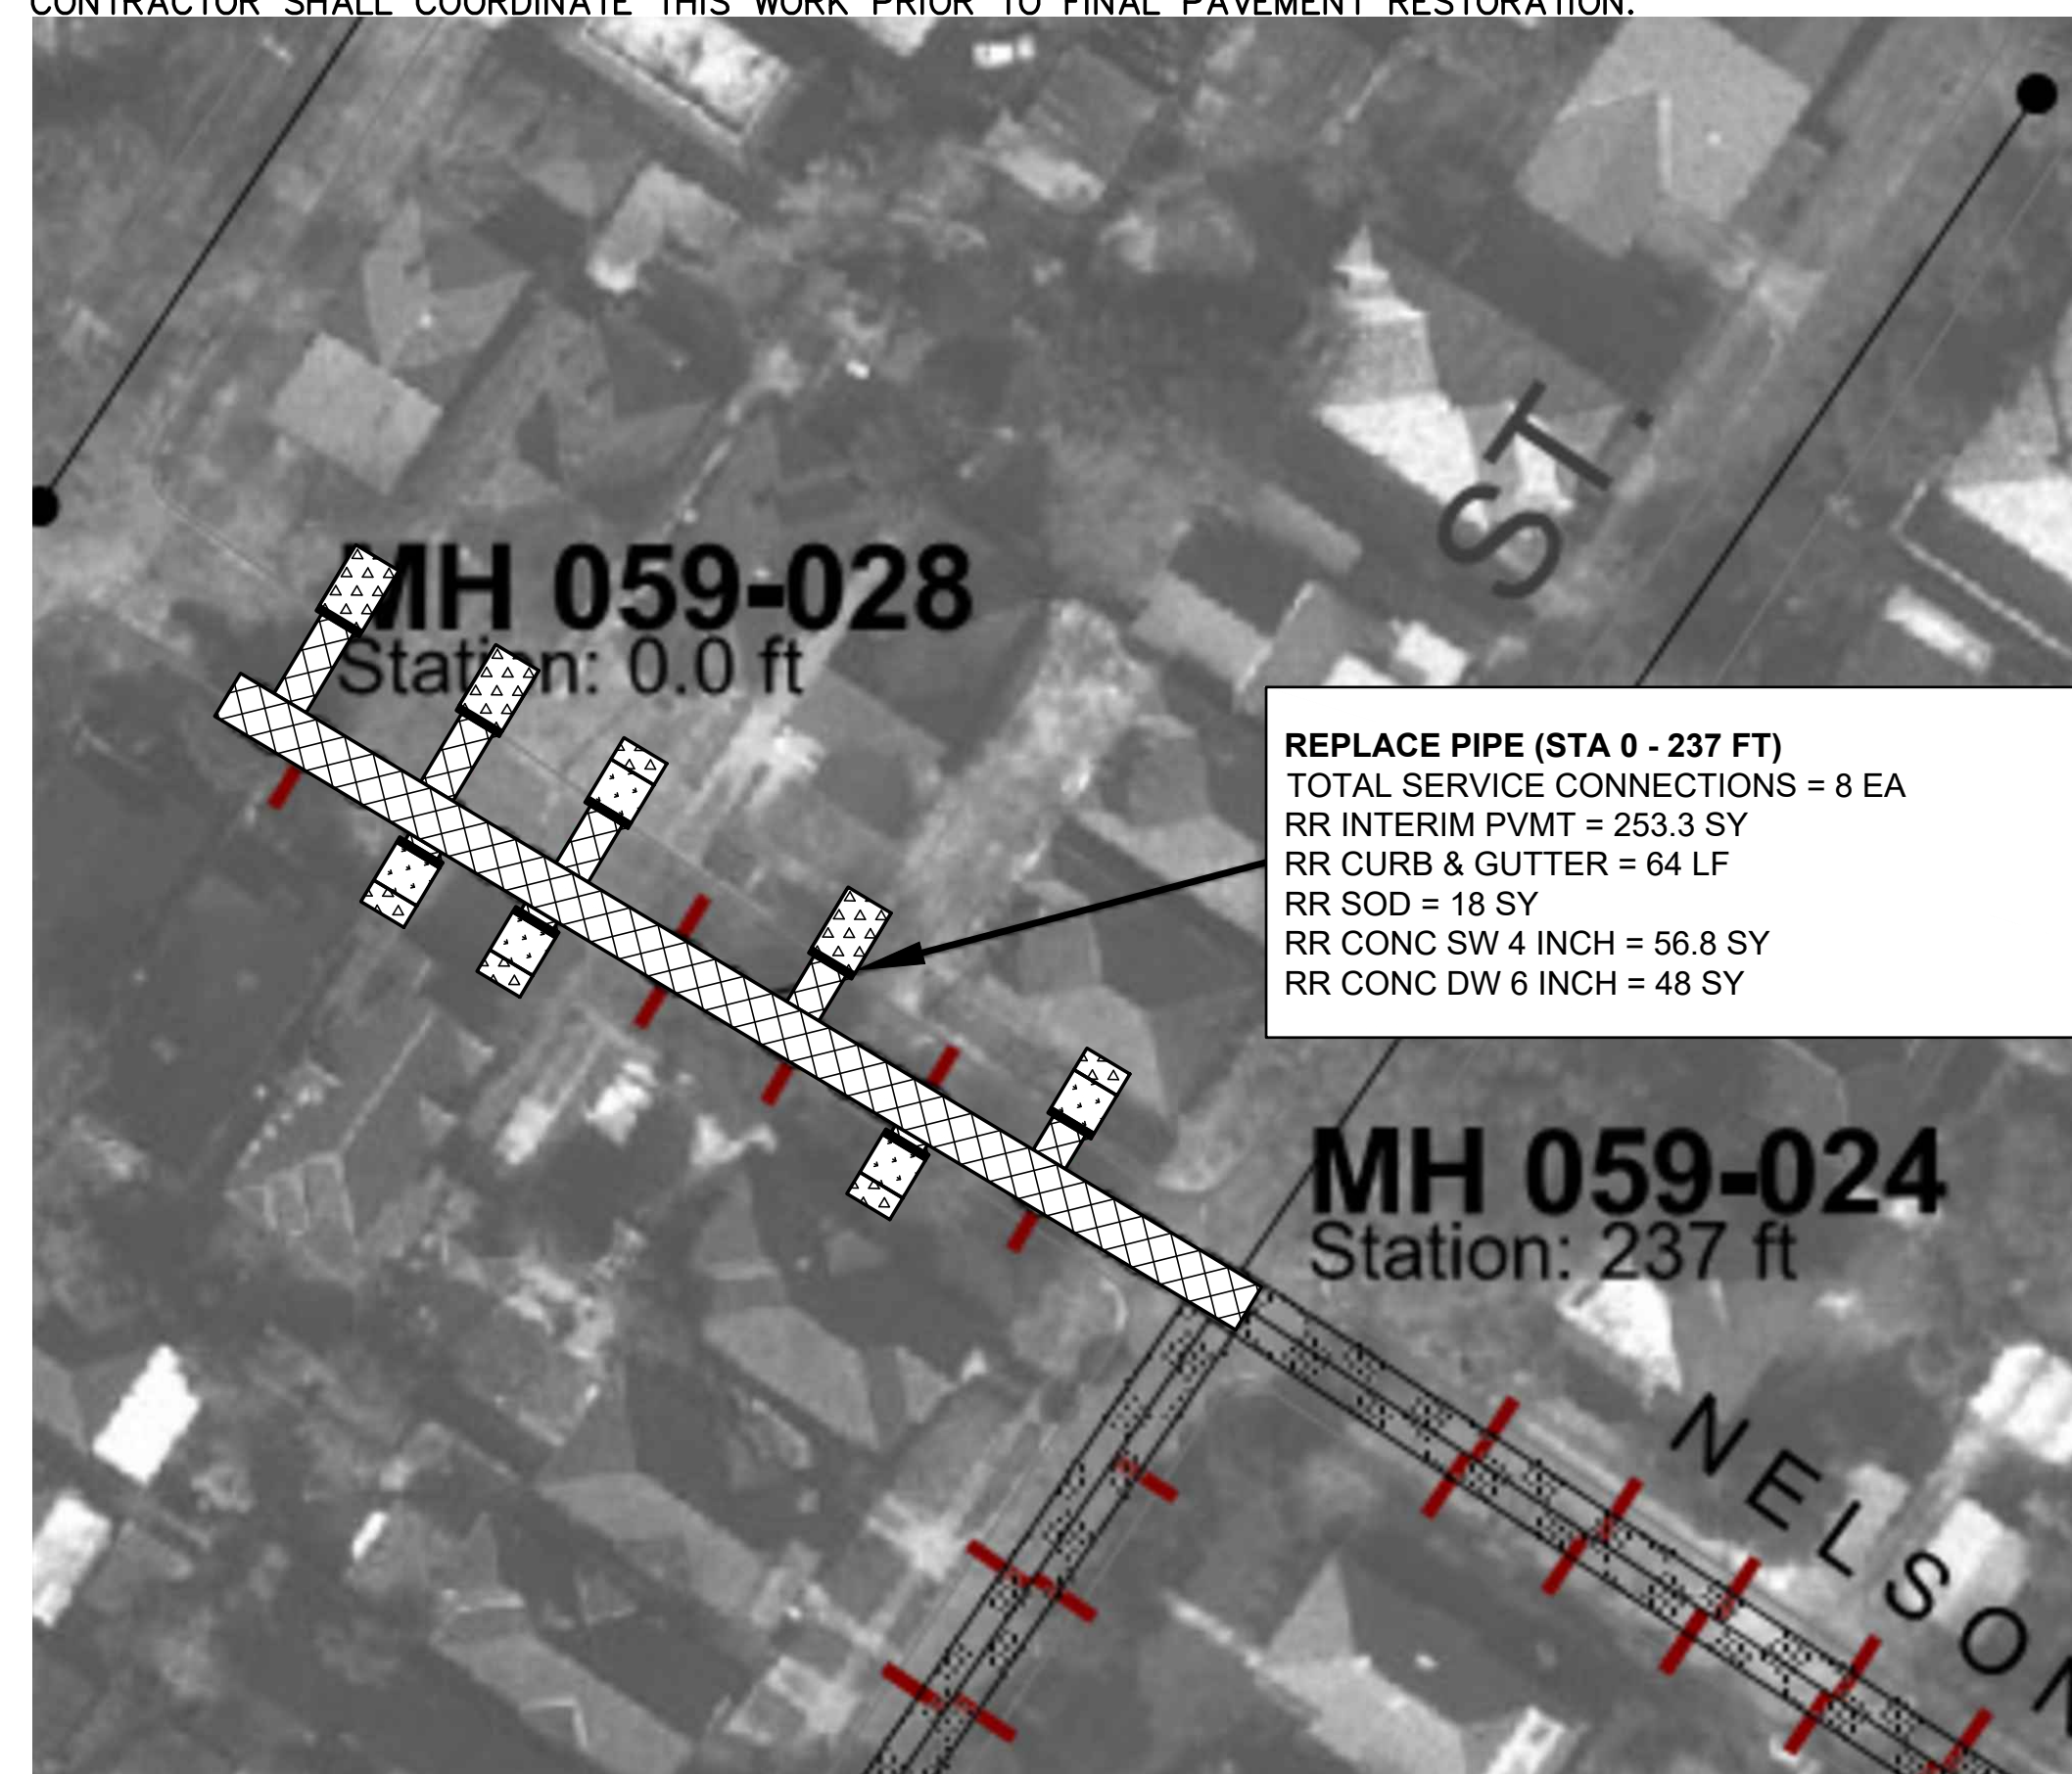 CONTRACTOR SHALL COORDINATE THIS WORK PRIOR TO FINAL PAVEMENT RESTORATION.
ST.
MH 059-028
Station: 0.0 ft
REPLACE PIPE (STA 0 - 237 FT)
TOTAL SERVICE CONNECTIONS = 8 EA
RR INTERIM PVMT = 253.3 SY
RR CURB & GUTTER = 64 LF
RR SOD = 18 SY
RR CONC SW 4 INCH = 56.8 SY
RR CONC DW 6 INCH = 48 SY
MH 059-024
Station: 237 ft
NELSON